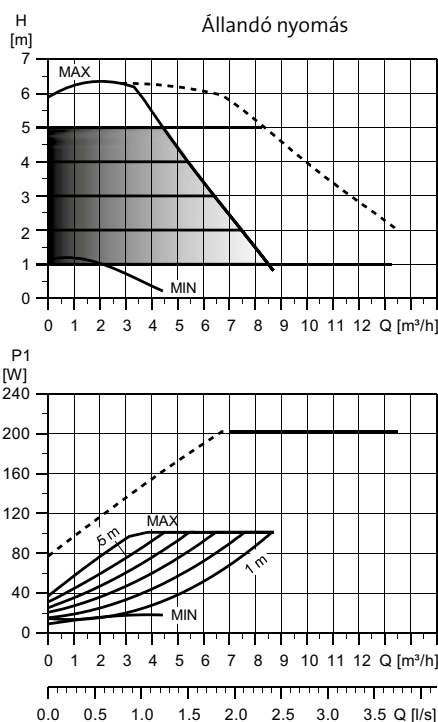 H
[m]
Állandó nyomás
7
MAX
6
5
4
3
2
1
MIN
0
0 1 2 3 4 5 6 7 8 9 10 11 12 Q [m³/h]
P1
[W]
240
200
160
120
MAX
5 m
80
1 m
40
MIN
0
0 1 2 3 4 5 6 7 8 9 10 11 12 Q [m³/h]
0.0 0.5 1.0 1.5 2.0 2.5 3.0 3.5 Q [l/s]